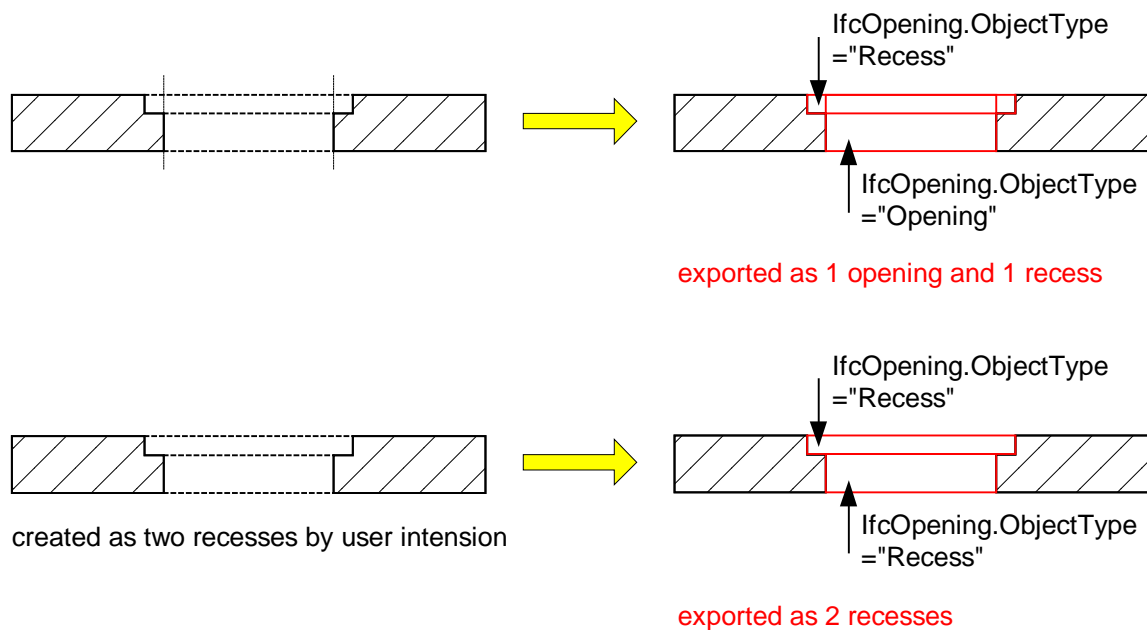 IfcOpening.ObjectType
="Recess"
IfcOpening.ObjectType
="Opening"
exported as 1 opening and 1 recess
IfcOpening.ObjectType
="Recess"
created as two recesses by user intension
IfcOpening.ObjectType
="Recess"
exported as 2 recesses